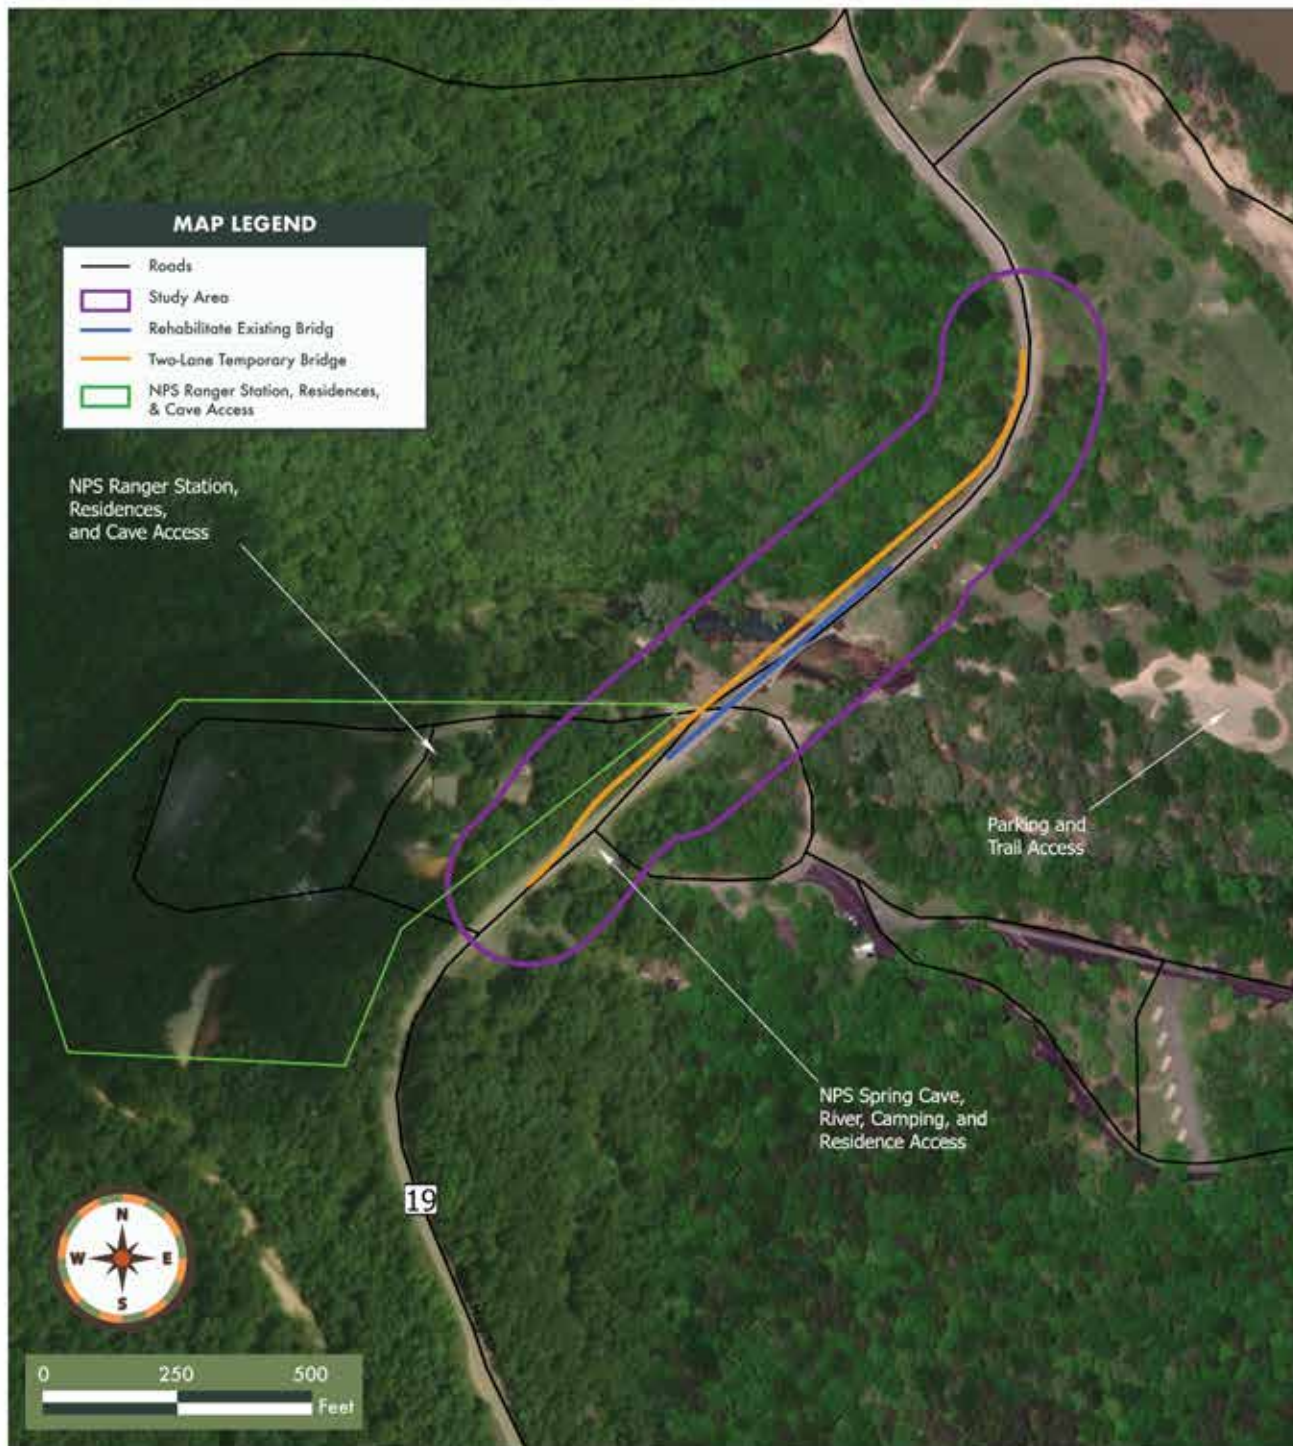 MAP LEGEND
Roads
Study Area
Rehabilitate Existing Bridg
Two-Lane Temporary Bridge
NPS Ranger Station, Residences,
& Cave Access
NPS Ranger Station,
Residences,
and Cave Access
Parking and
Trail Access
NPS Spring Cave,
River, Camping, and
Residence Access
19
N
W E
S
0 250 500
Feet